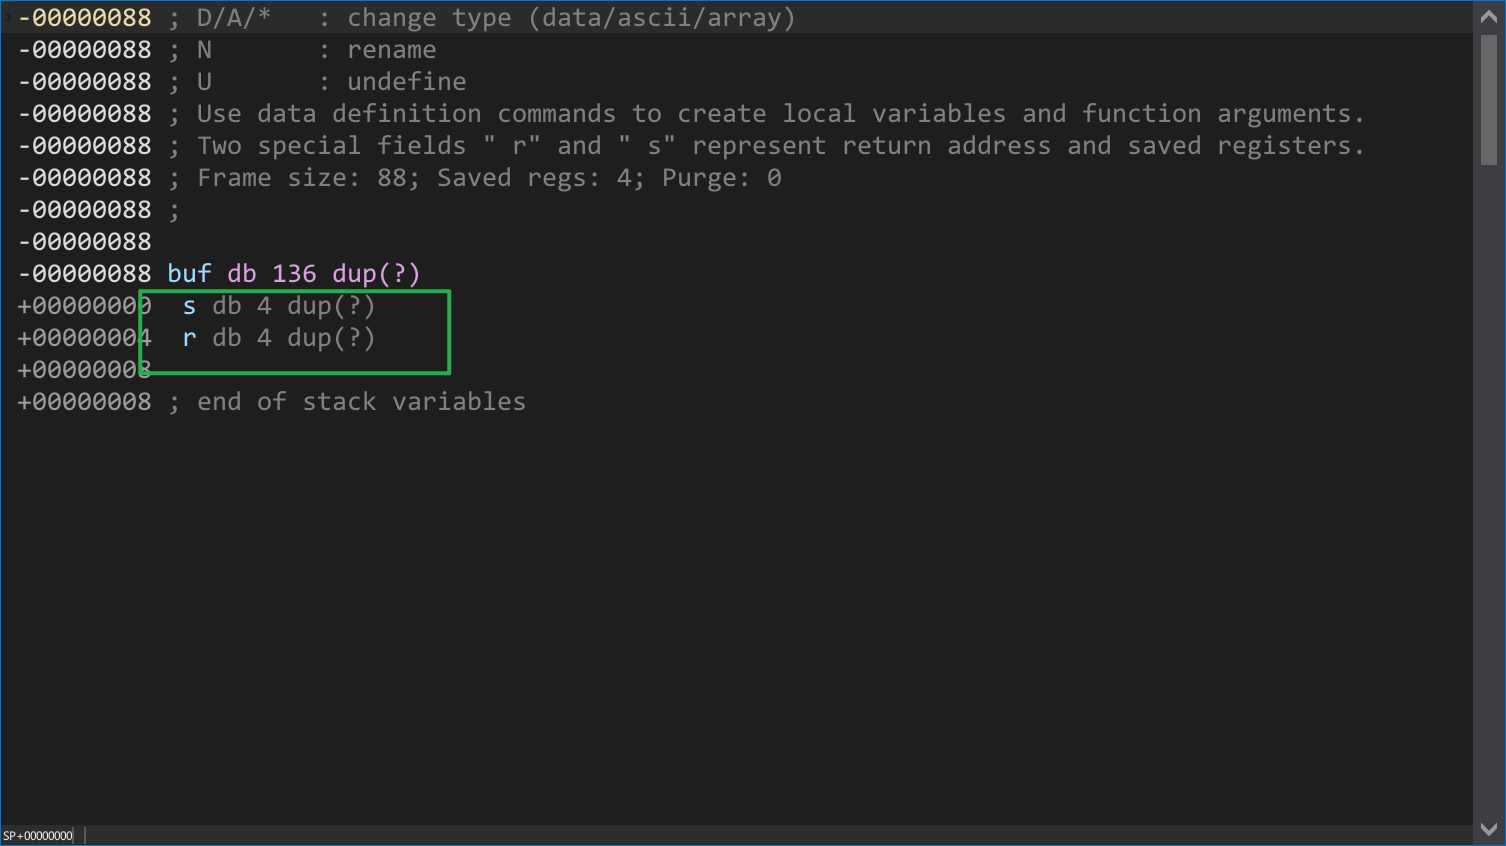 -00000088 ; D/A/*   : change type (data/ascii/array)
-00000088 ; N       : rename
-00000088 ; U       : undefine
-00000088 ; Use data definition commands to create local variables and function arguments.
-00000088 ; Two special fields " r" and " s" represent return address and saved registers.
-00000088 ; Frame size: 88; Saved regs: 4; Purge: 0
-00000088 ;
-00000088
-00000088 buf db 136 dup(?)
+00000000  s db 4 dup(?)
+00000004  r db 4 dup(?)
+00000008
+00000008 ; end of stack variables
SP+00000000